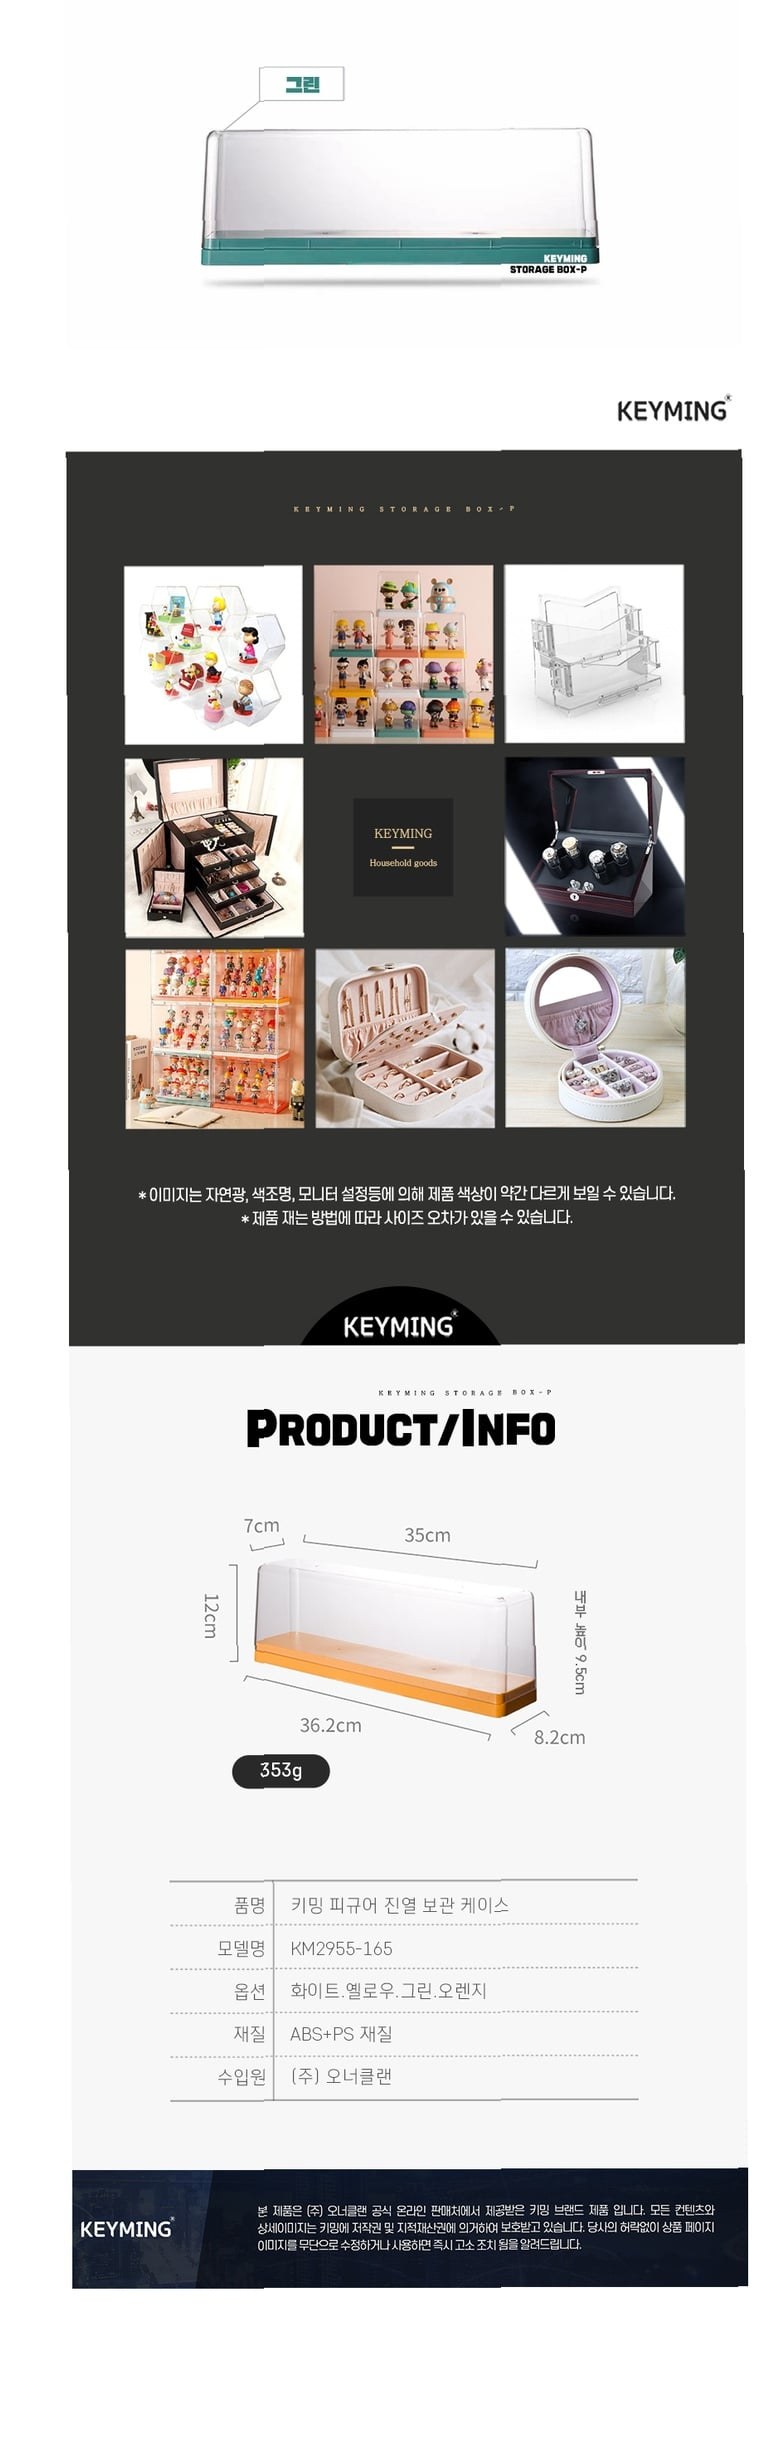 그린
KEYMING
STORAGE BOX-P
KEYMING
KEYMING STORAGE BOX-P
KEYMING
Household goods
* 이미지는 자연광, 색조명, 모니터 설정등에 의해 제품 색상이 약간 다르게 보일 수 있습니다.
* 제품 재는 방법에 따라 사이즈 오차가 있을 수 있습니다.
KEYMING
KEYMING STORAGE BOX-P
PRODUCT/INFO
7cm
35cm
12cm
내부 높이 9.5cm
36.2cm
8.2cm
353g
품명 키밍 피규어 진열 보관 케이스
모델명 KM2955-165
옵션 화이트.옐로우.그린.오렌지
재질 ABS+PS 재질
수입원 (주) 오너클랜
KEYMING
본 제품은 (주) 오너클랜 공식 온라인 판매처에서 제공받은 키밍 브랜드 제품 입니다. 모든 컨텐츠와
상세이미지는 키밍에 저작권 및 지적재산권에 의거하여 보호받고 있습니다. 당사의 허락없이 상품 페이지
이미지를 무단으로 수정하거나 사용하면 즉시 고소 조치 됨을 알려드립니다.